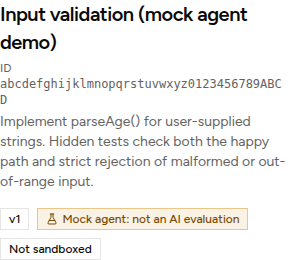 Input validation (mock agent
demo)
ID
abcdefghijklmnopqrstuvwxyz0123456789ABC
D
Implement parseAge() for user-supplied
strings. Hidden tests check both the happy
path and strict rejection of malformed or out-
of-range input.
v1
Mock agent: not an AI evaluation
Not sandboxed